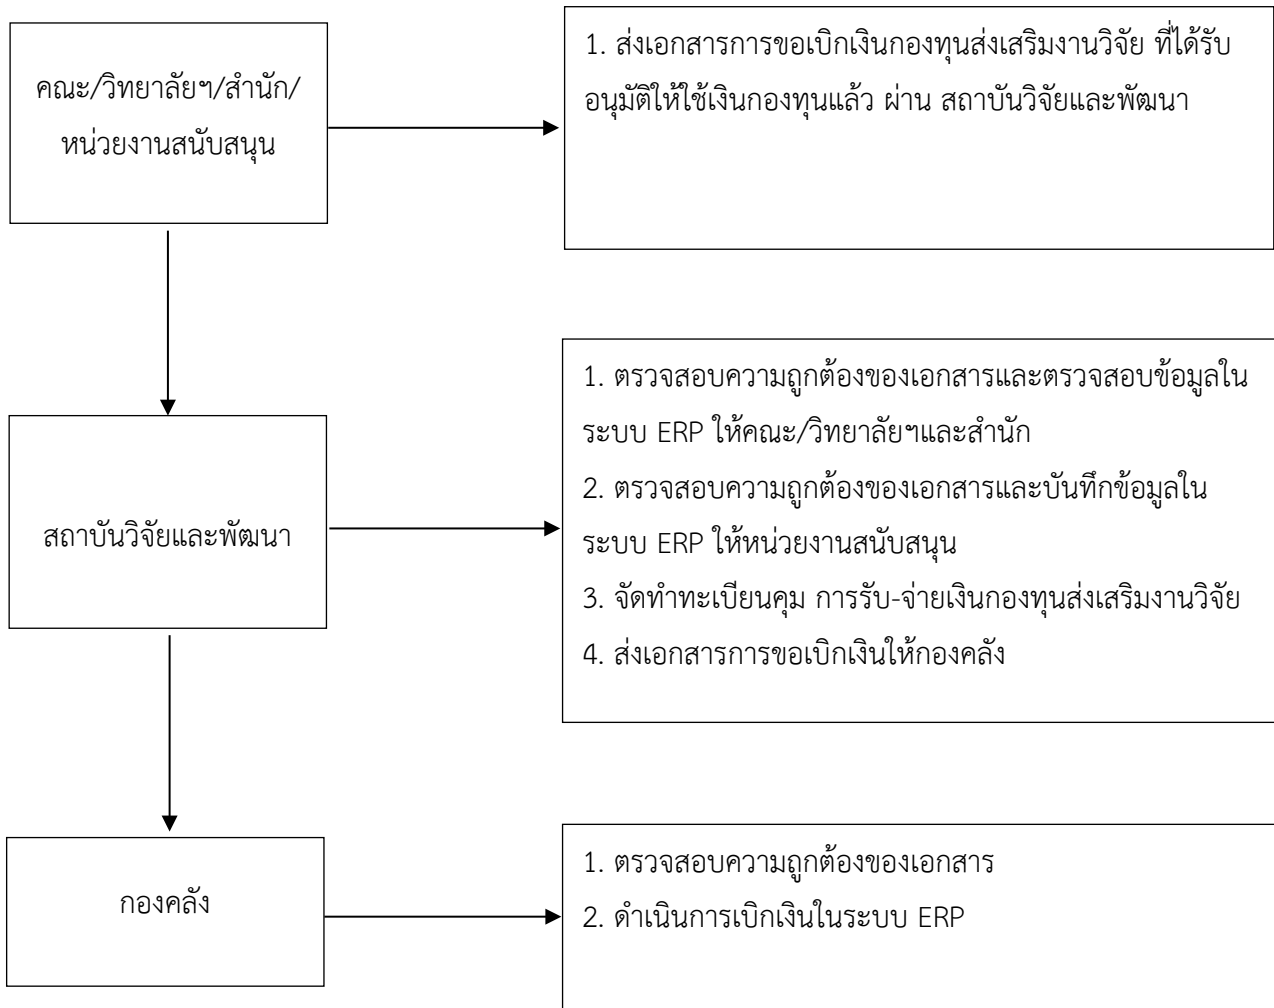 คณะ/วิทยาลัยฯ/สำนัก/
หน่วยงานสนับสนุน
1. ส่งเอกสารการขอเบิกเงินกองทุนส่งเสริมงานวิจัย ที่ได้รับ
อนุมัติให้ใช้เงินกองทุนแล้ว ผ่าน สถาบันวิจัยและพัฒนา
สถาบันวิจัยและพัฒนา
1. ตรวจสอบความถูกต้องของเอกสารและตรวจสอบข้อมูลใน
ระบบ ERP ให้คณะ/วิทยาลัยฯและสำนัก
2. ตรวจสอบความถูกต้องของเอกสารและบันทึกข้อมูลใน
ระบบ ERP ให้หน่วยงานสนับสนุน
3. จัดทำทะเบียนคุม การรับ-จ่ายเงินกองทุนส่งเสริมงานวิจัย
4. ส่งเอกสารการขอเบิกเงินให้กองคลัง
กองคลัง
1. ตรวจสอบความถูกต้องของเอกสาร
2. ดำเนินการเบิกเงินในระบบ ERP